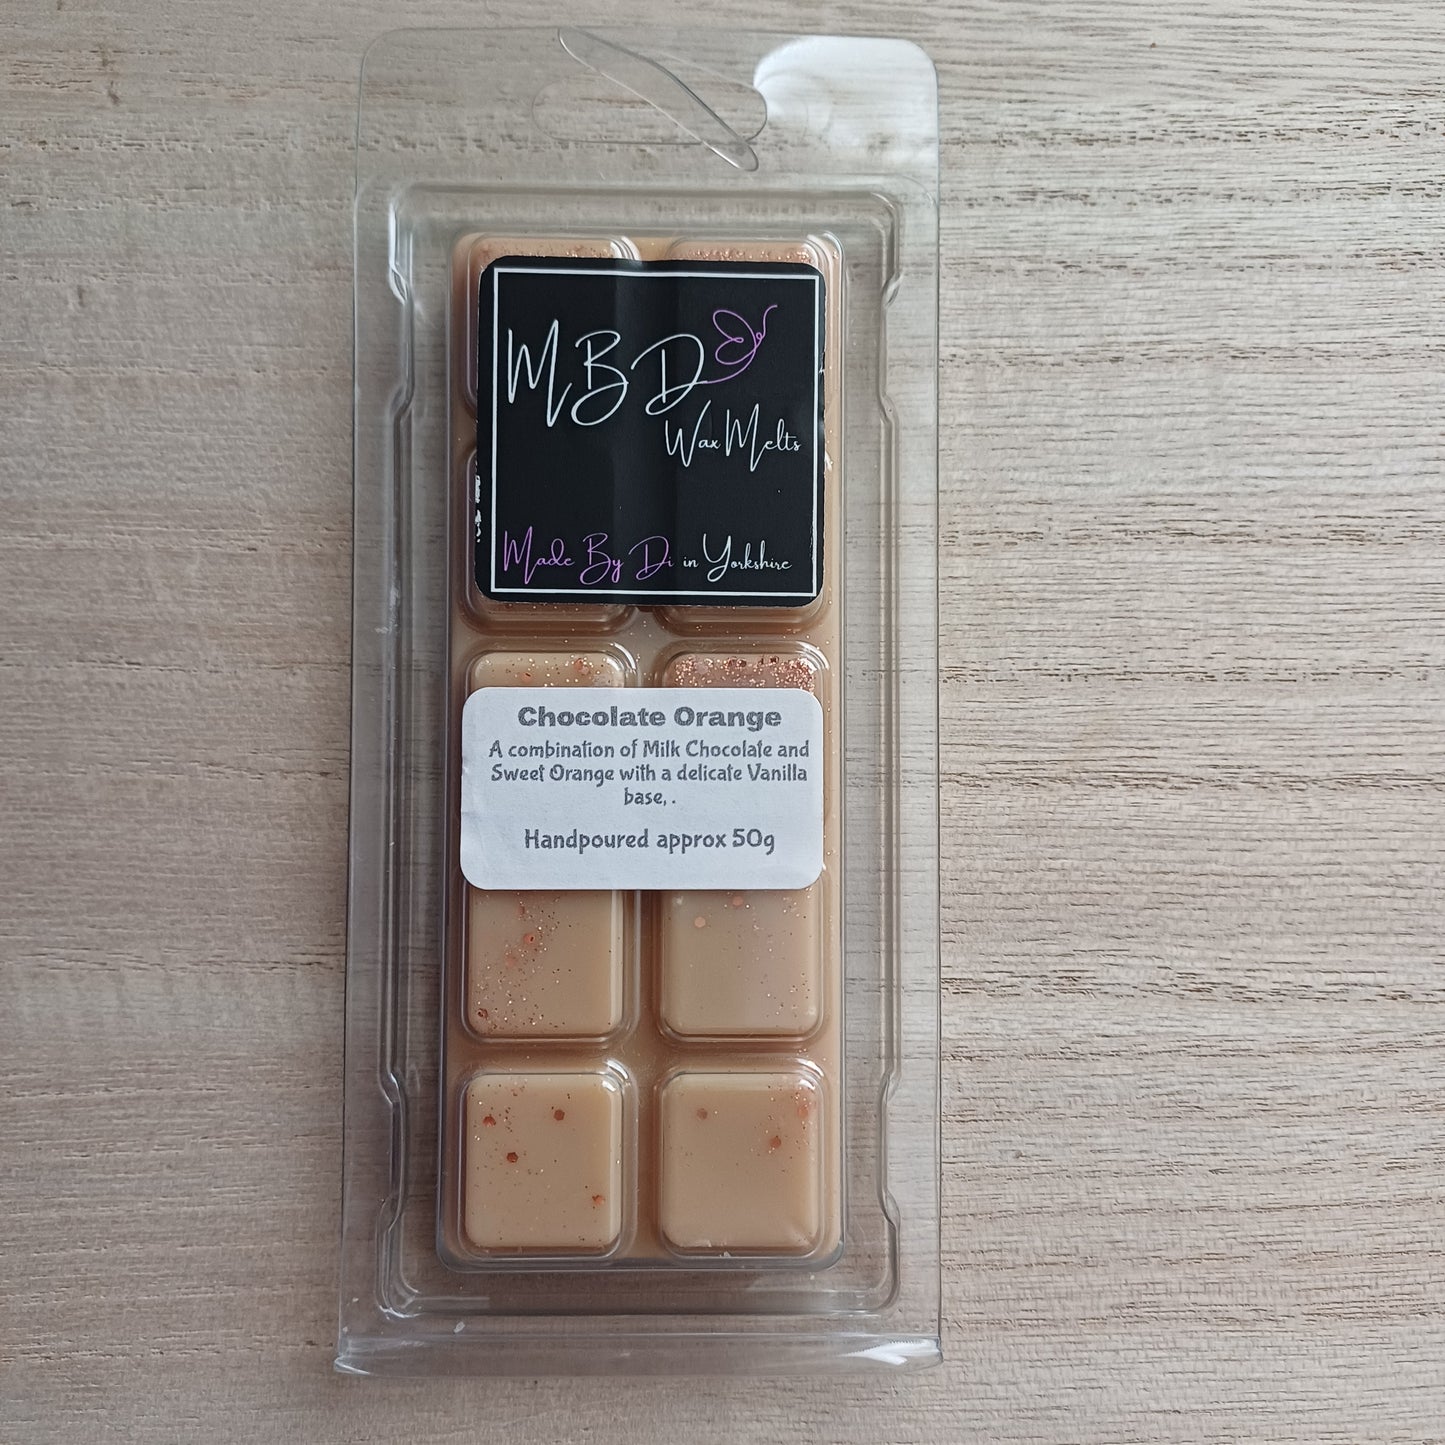 MBD
Wax Melts
Made By Di in Yorkshire
Chocolate Orange
A combination of Milk Chocolate and
Sweet Orange with a delicate Vanilla
base, .
Handpoured approx 50g